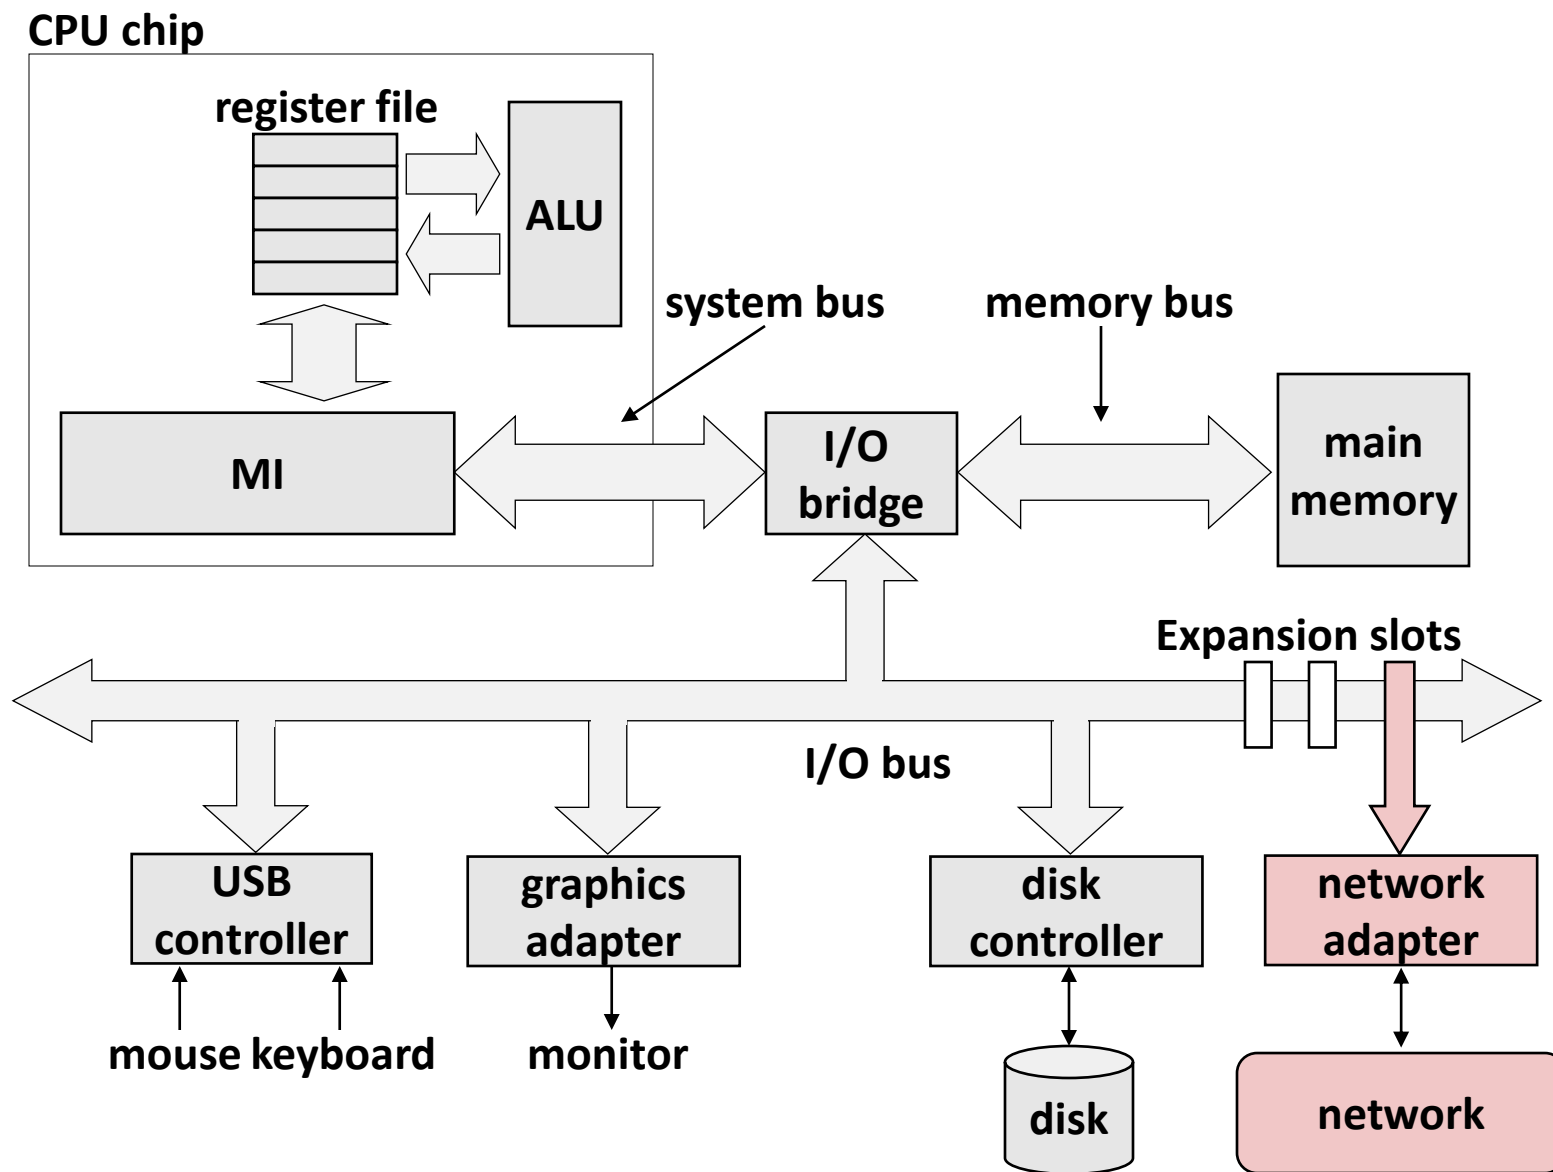 CPU chip
register file
ALU
system bus
memory bus
MI
I/O
bridge
main
memory
Expansion slots
I/O bus
USB
controller
graphics
adapter
disk
controller
network
adapter
mouse keyboard
monitor
disk
network